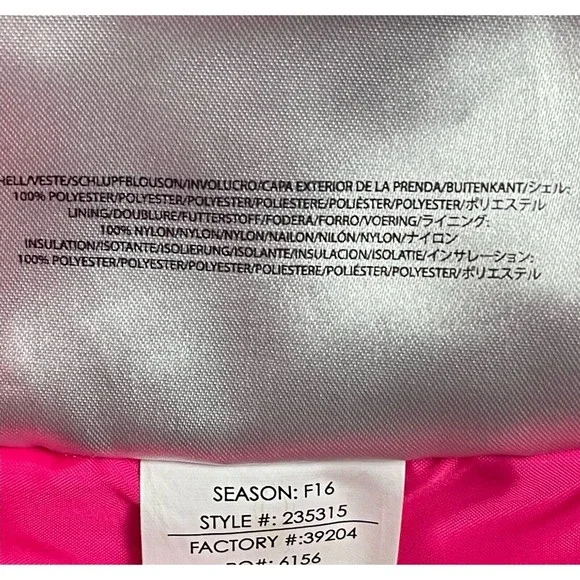 HELL/VESTE/SCHLUPFBLOUSON/INVOLUCRO/CAPA EXTERIOR DE LA PRENDA/BUITENKANT/シェル:
100% POLYESTER/POLYESTER/POLYESTER/POLIESTERE/POLIÉSTER/POLYESTER/ポリエステル
LINING/DOUBLURE/FUTTERSTOFF/FODERA/FORRO/VOERING/ライニング:
100% NYLON/NYLON/NYLON/NAILON/NILÓN/NYLON/ナイロン
INSULATION/ISOTANTE/ISOLIERUNG/ISOLANTE/INSULACION/ISOLATIE/インサレーション:
100% POLYESTER/POLYESTER/POLYESTER/POLIESTERE/POLIÉSTER/POLYESTER/ポリエステル
SEASON: F16
STYLE #: 235315
FACTORY #:39204
PO#: 6156